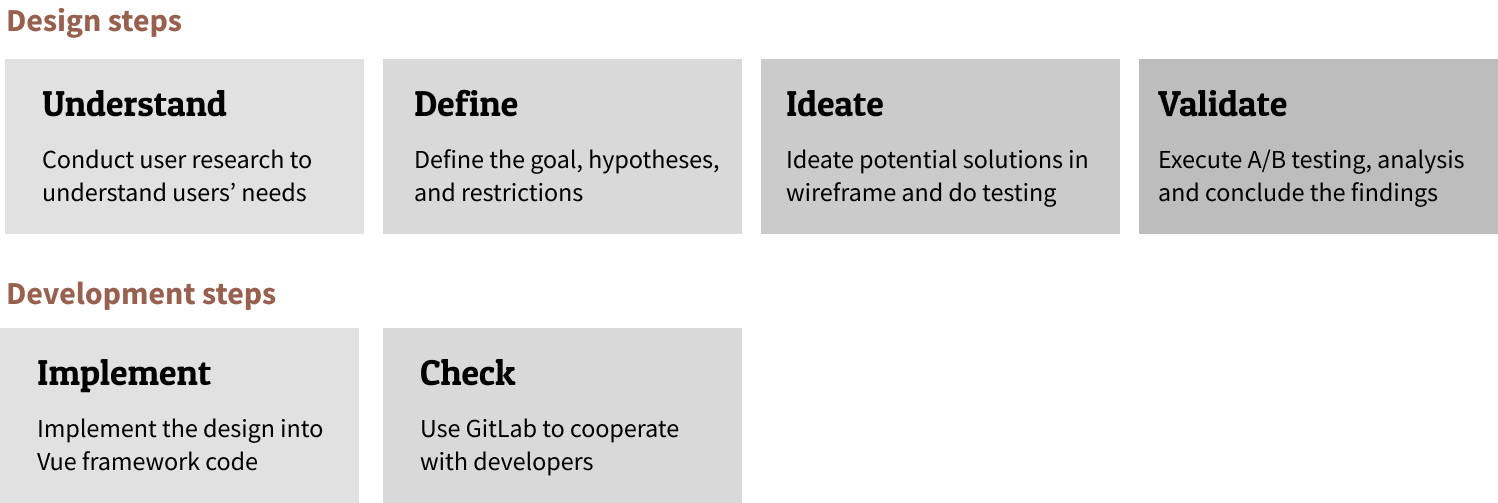 Design steps
Understand
Conduct user research to
understand users’ needs
Define
Define the goal, hypotheses,
and restrictions
Ideate
Ideate potential solutions in
wireframe and do testing
Validate
Execute A/B testing, analysis
and conclude the findings
Development steps
Implement
Implement the design into
Vue framework code
Check
Use GitLab to cooperate
with developers